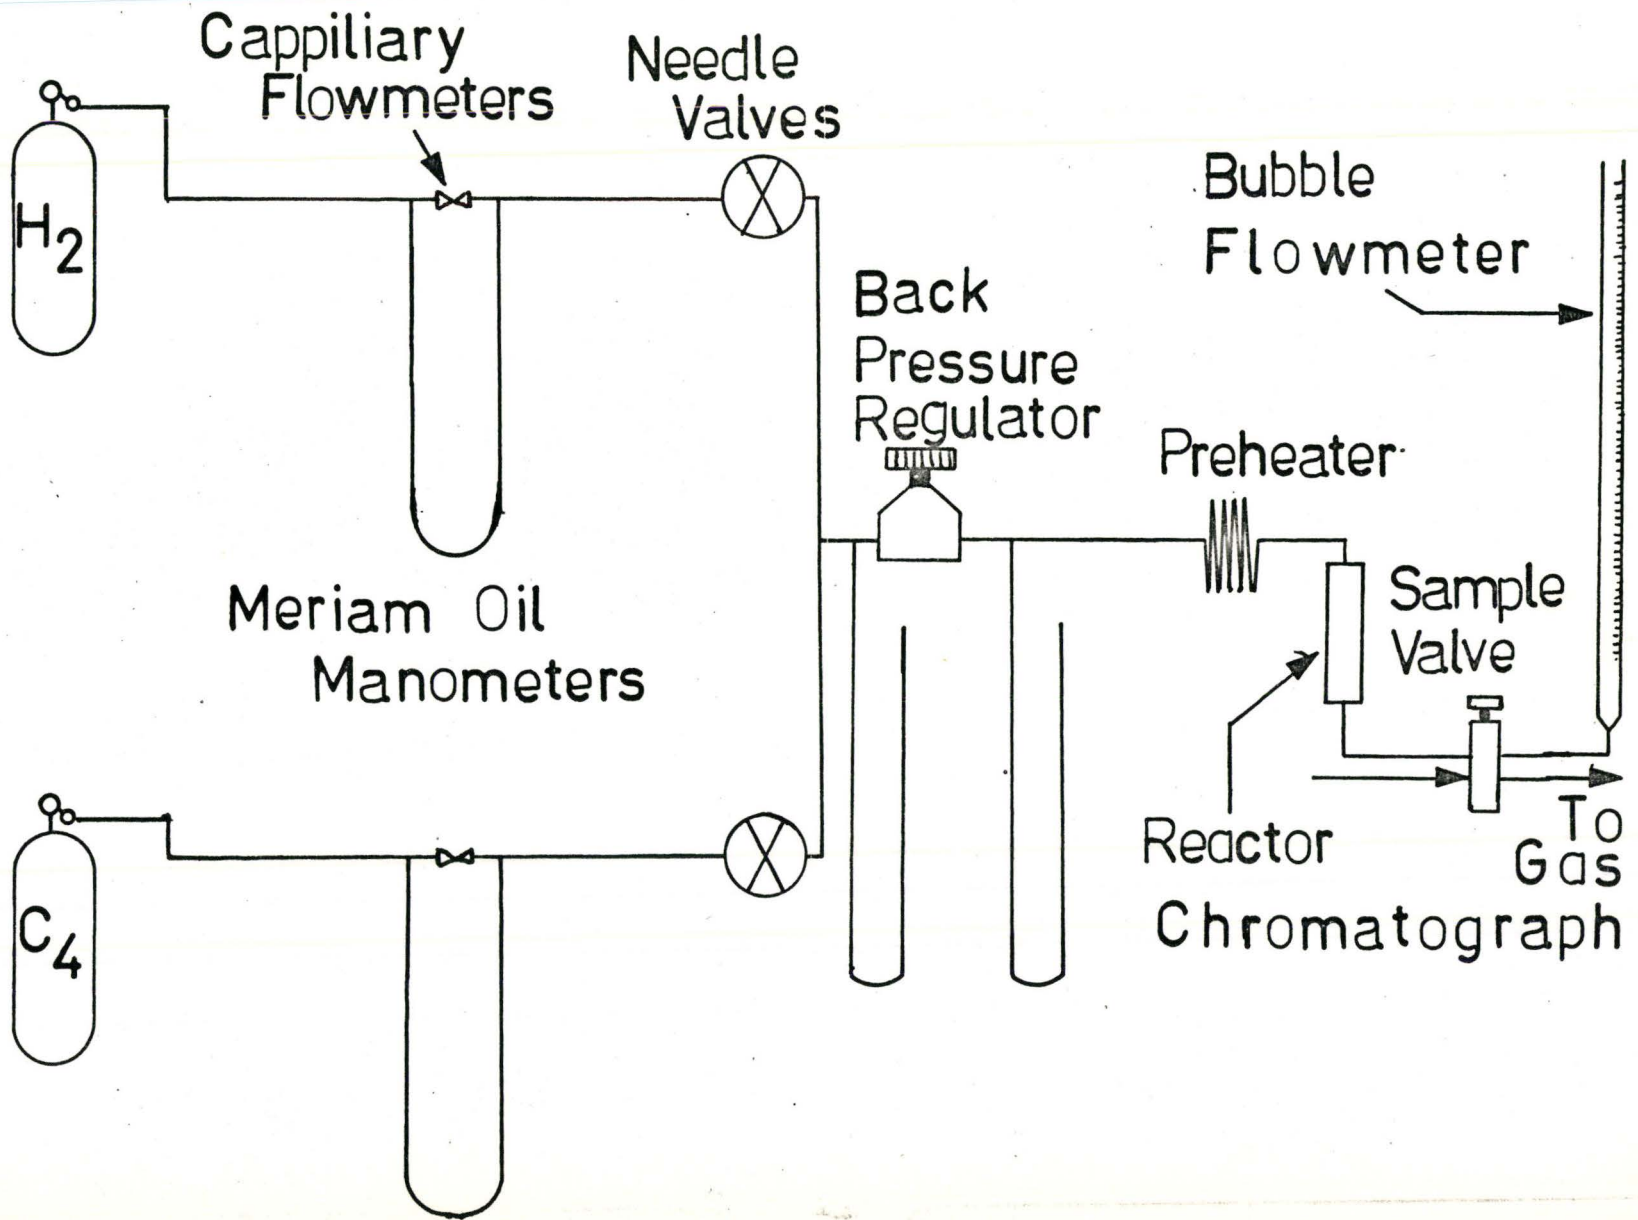 Cappiliary
Flowmeters
Needle
Valves
H2
Bubble
Flowmeter
Back
Pressure
Regulator
Preheater
Meriam Oil
Manometers
Sample
Valve
Reactor
C4
To
Gas
Chromatograph